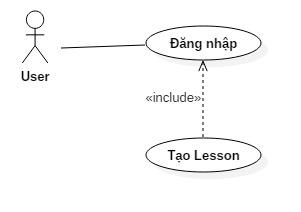 Đăng nhập
User
«include»
Tạo Lesson